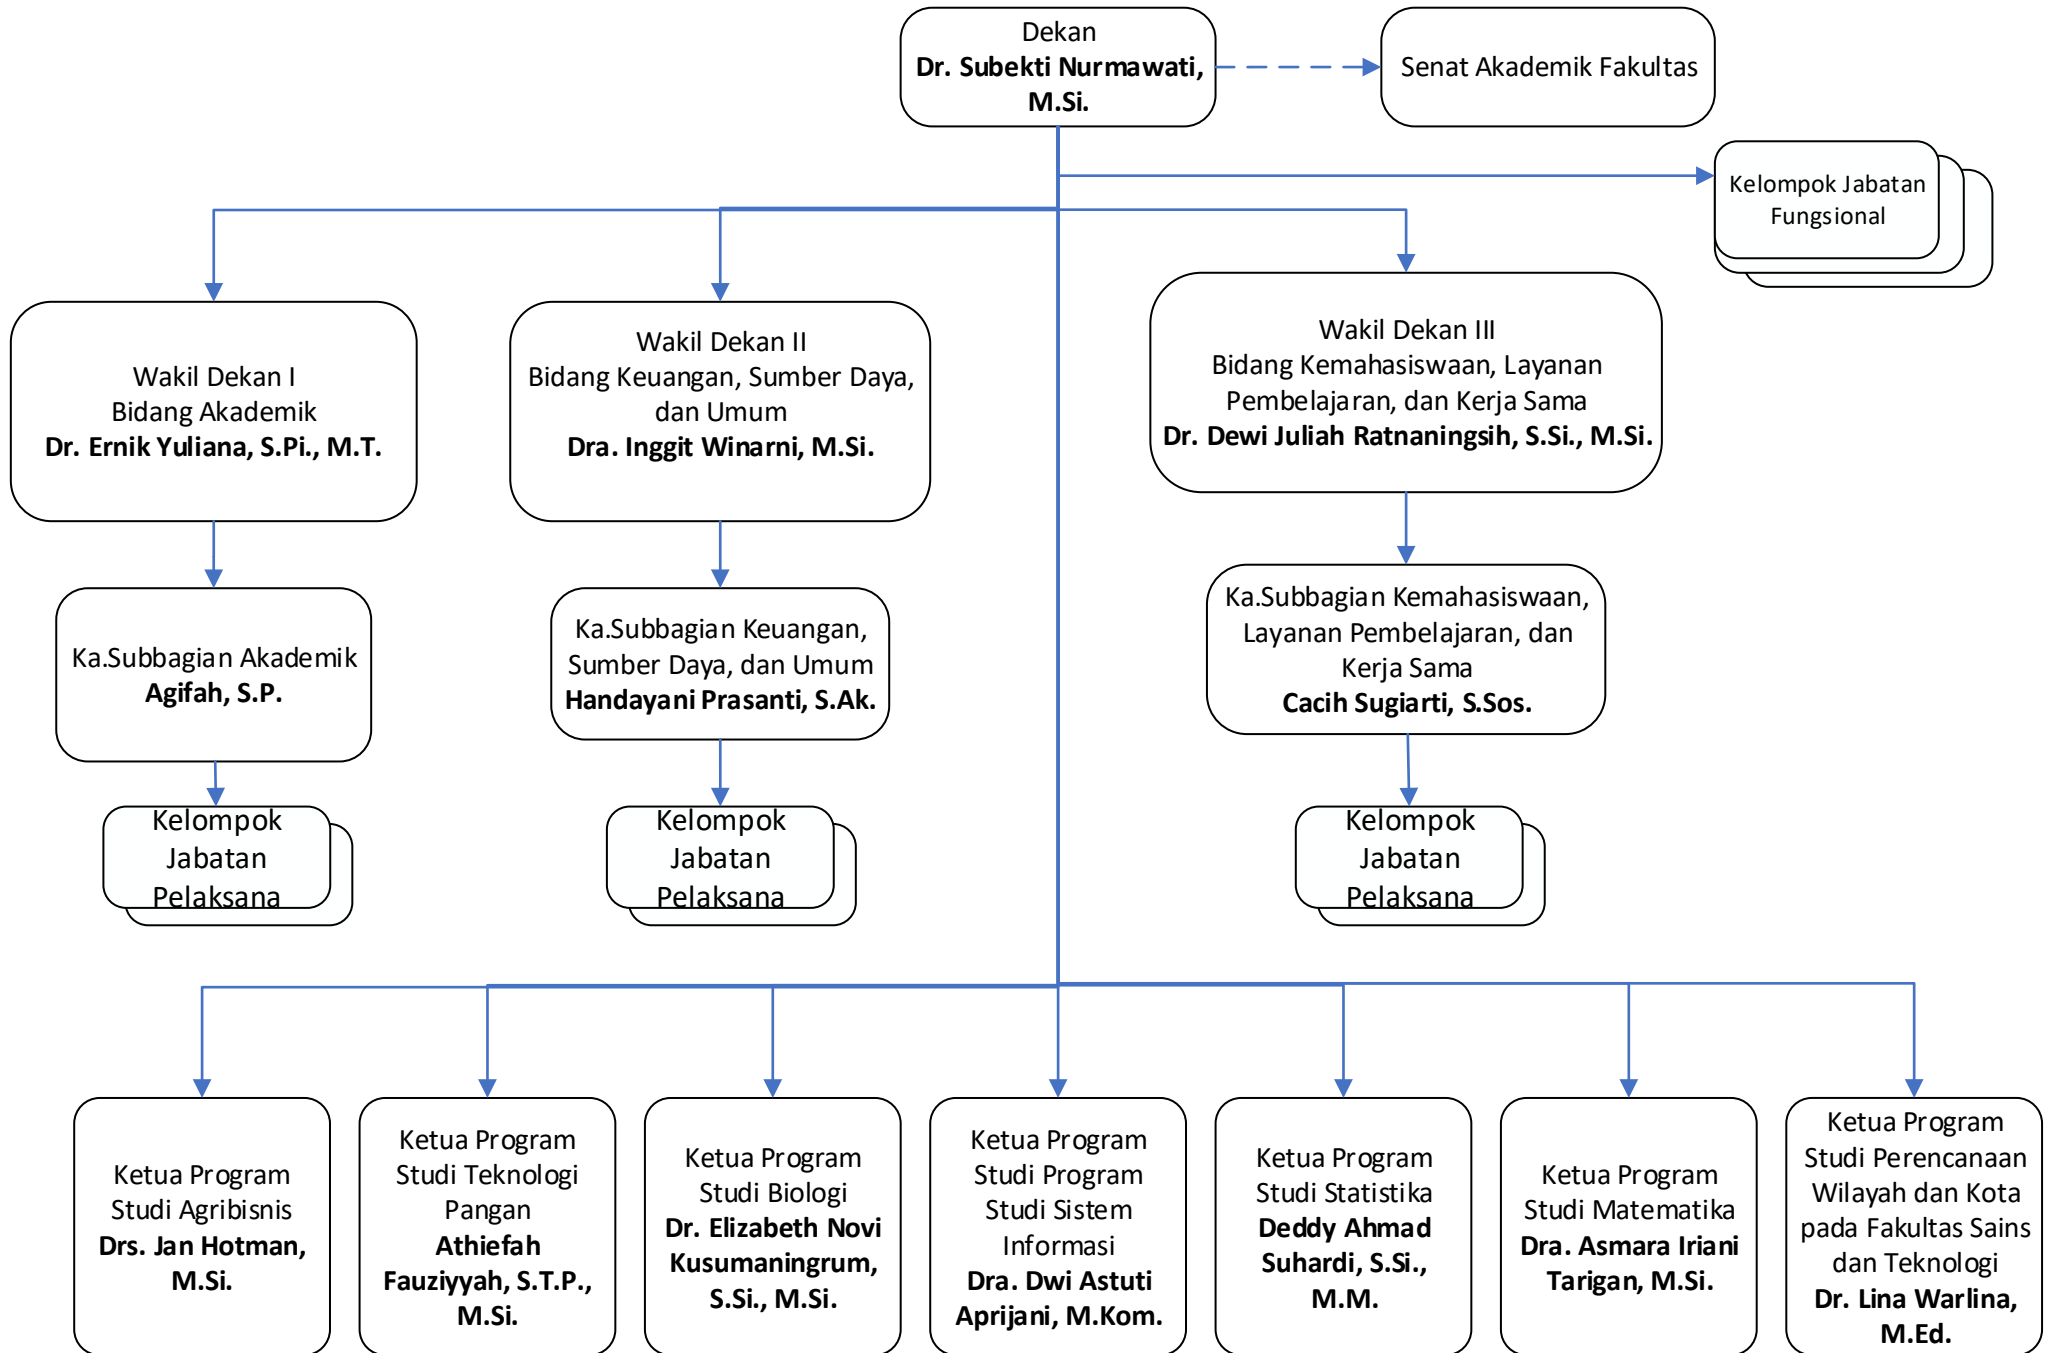 Dekan
Dr. Subekti Nurmawati,
M.Si.
Senat Akademik Fakultas
Kelompok Jabatan
Fungsional
Wakil Dekan I
Bidang Akademik
Dr. Ernik Yuliana, S.Pi., M.T.
Wakil Dekan II
Bidang Keuangan, Sumber Daya,
dan Umum
Dra. Inggit Winarni, M.Si.
Wakil Dekan III
Bidang Kemahasiswaan, Layanan
Pembelajaran, dan Kerja Sama
Dr. Dewi Juliah Ratnaningsih, S.Si., M.Si.
Ka.Subbagian Akademik
Agifah, S.P.
Ka.Subbagian Keuangan,
Sumber Daya, dan Umum
Handayani Prasanti, S.Ak.
Ka.Subbagian Kemahasiswaan,
Layanan Pembelajaran, dan
Kerja Sama
Cacih Sugiarti, S.Sos.
Kelompok
Jabatan
Pelaksana
Kelompok
Jabatan
Pelaksana
Kelompok
Jabatan
Pelaksana
Ketua Program
Studi Agribisnis
Drs. Jan Hotman,
M.Si.
Ketua Program
Studi Teknologi
Pangan
Athiefah
Fauziyyah, S.T.P.,
M.Si.
Ketua Program
Studi Biologi
Dr. Elizabeth Novi
Kusumaningrum,
S.Si., M.Si.
Ketua Program
Studi Program
Studi Sistem
Informasi
Dra. Dwi Astuti
Aprijani, M.Kom.
Ketua Program
Studi Statistika
Deddy Ahmad
Suhardi, S.Si.,
M.M.
Ketua Program
Studi Matematika
Dra. Asmara Iriani
Tarigan, M.Si.
Ketua Program
Studi Perencanaan
Wilayah dan Kota
pada Fakultas Sains
dan Teknologi
Dr. Lina Warlina,
M.Ed.